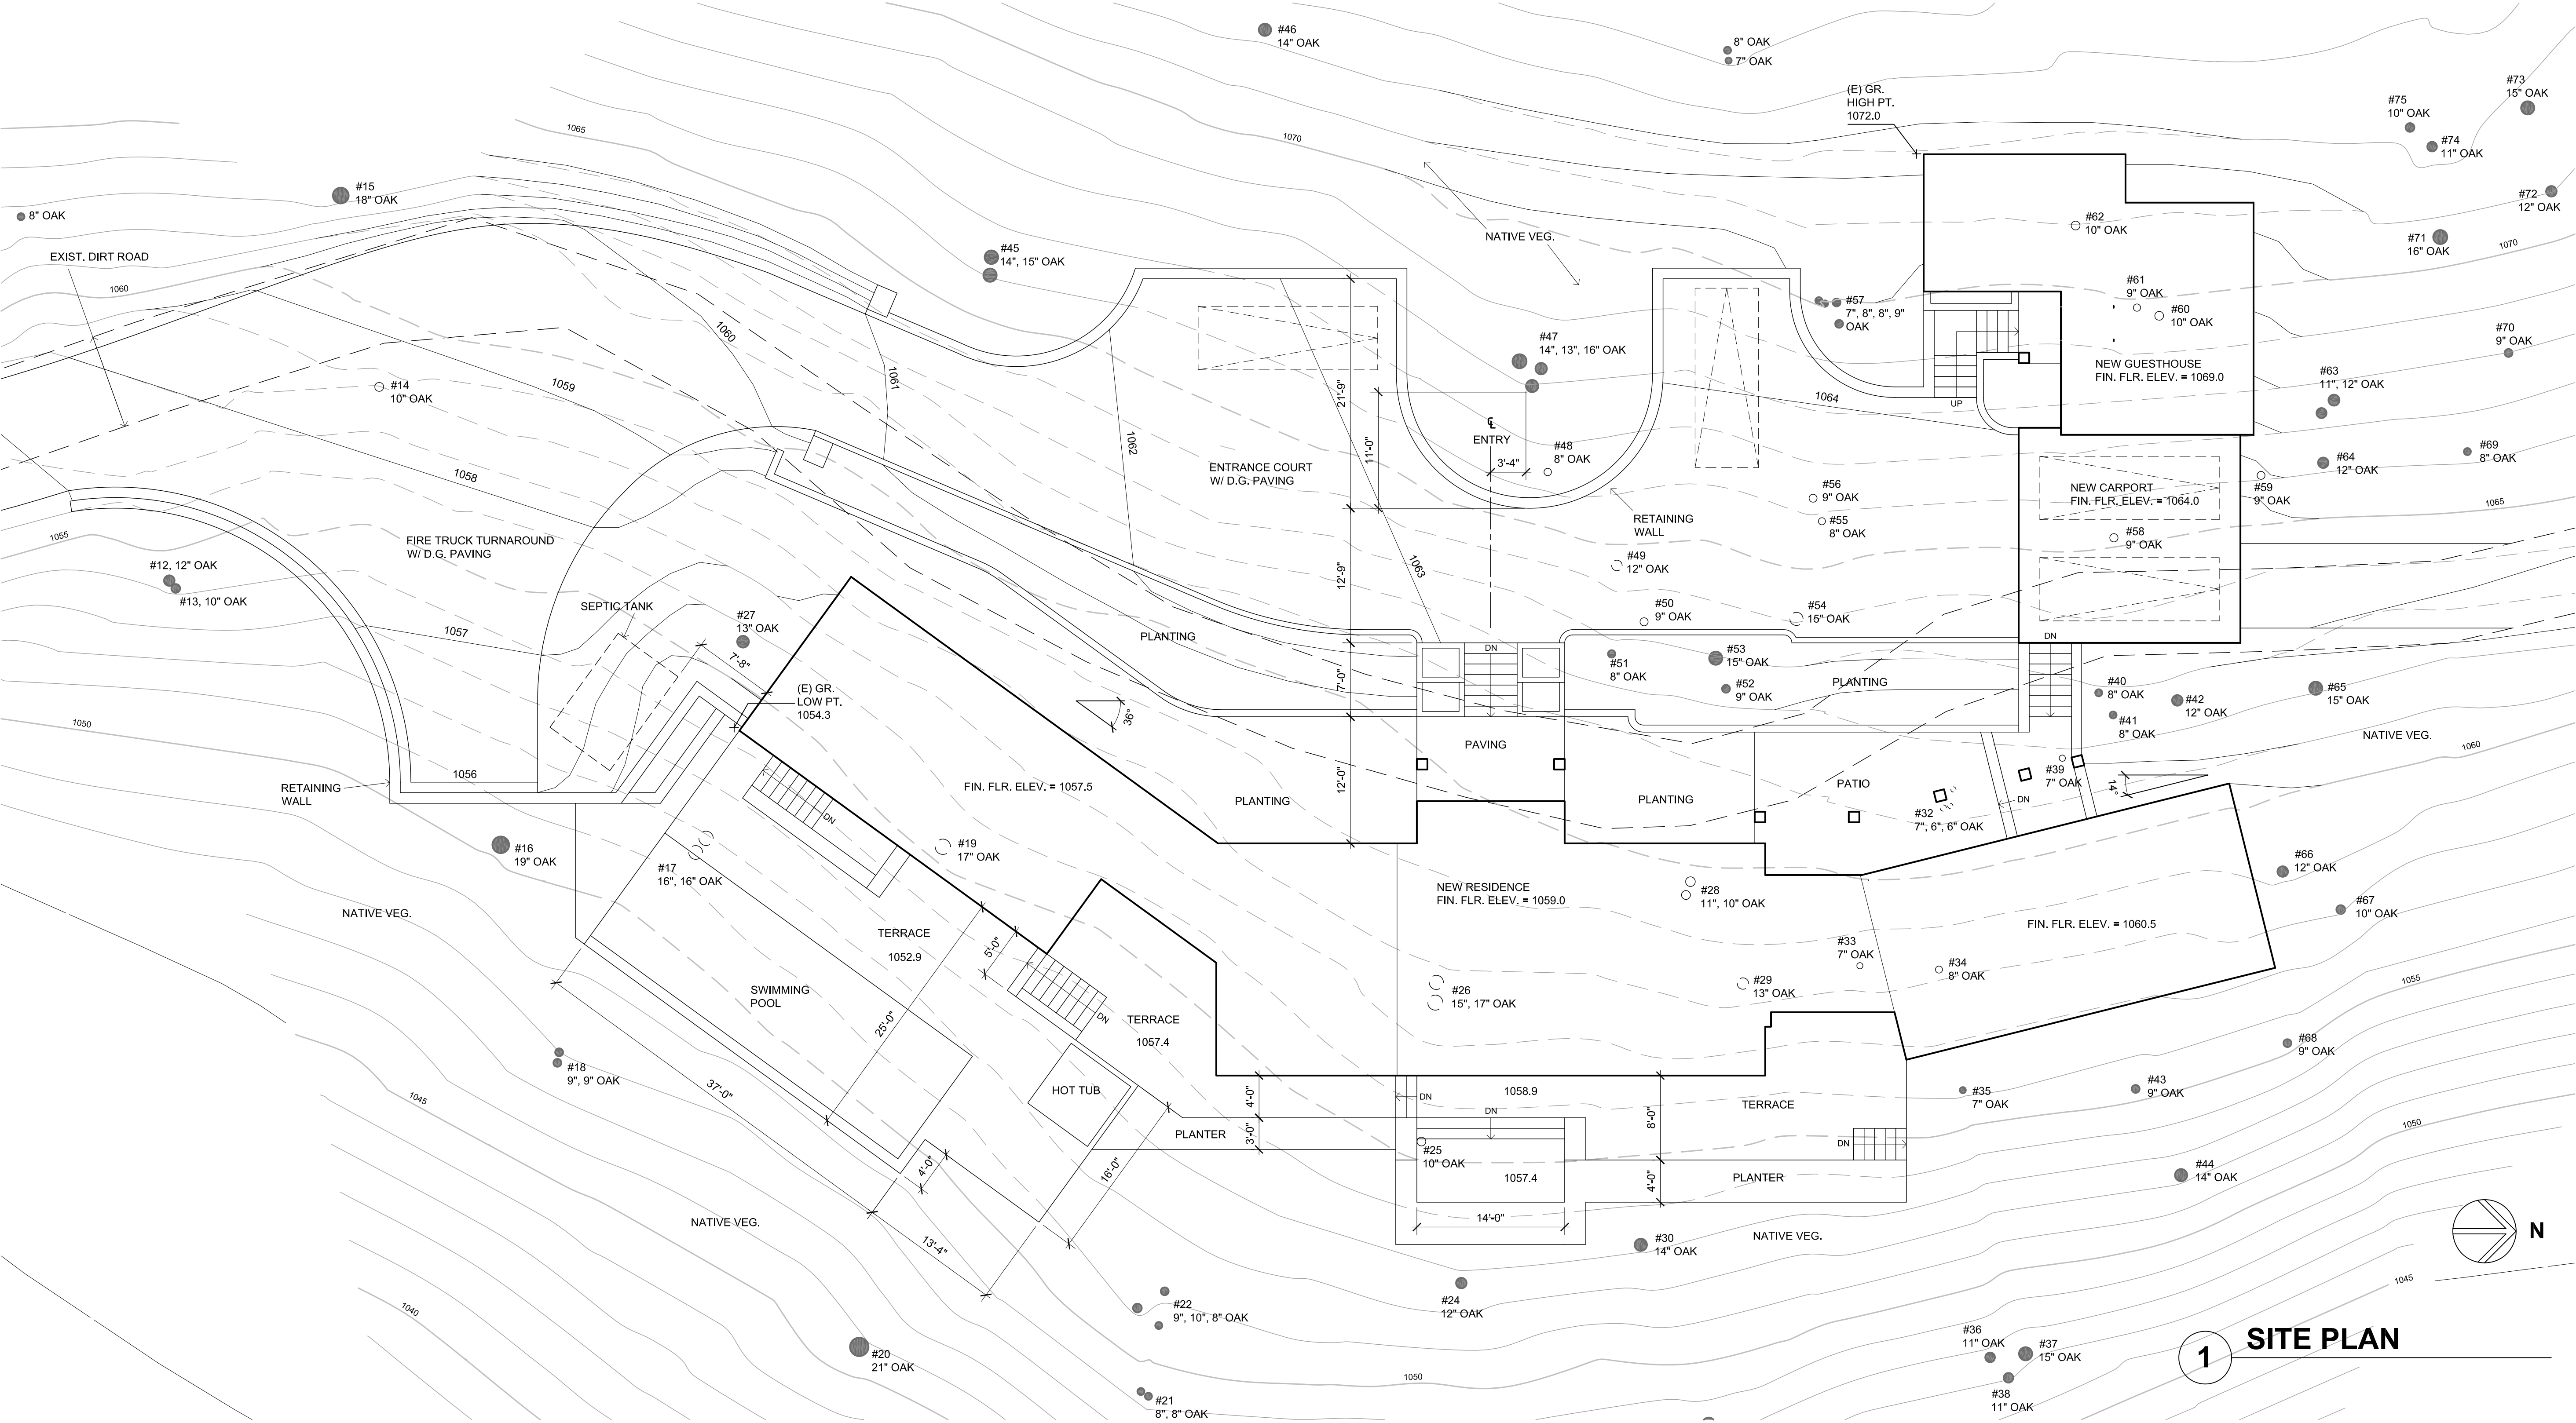 #46
14" OAK
8" OAK
7" OAK
(E) GR.
HIGH PT.
1072.0
#73
15" OAK
#75
10" OAK
#74
11" OAK
1065
1070
#15
18" OAK
8" OAK
#72
12" OAK
#62
10" OAK
#71
16" OAK
1070
NATIVE VEG.
#45
14", 15" OAK
EXIST. DIRT ROAD
1060
#61
9" OAK
#60
10" OAK
#57
7", 8", 8", 9"
OAK
1060
#70
9" OAK
#47
14", 13", 16" OAK
NEW GUESTHOUSE
FIN. FLR. ELEV. = 1069.0
#63
11", 12" OAK
#14
10" OAK
1059
1061
21'-9"
1064
UP
1062
11'-0"
℄
ENTRY
3'-4"
#48
8" OAK
#69
8" OAK
#64
12" OAK
ENTRANCE COURT
W/ D.G. PAVING
1058
#56
9" OAK
NEW CARPORT
FIN. FLR. ELEV. = 1064.0
#59
9" OAK
1065
RETAINING
WALL
#55
8" OAK
1055
FIRE TRUCK TURNAROUND
W/ D.G. PAVING
#58
9" OAK
#12, 12" OAK
#13, 10" OAK
12'-9"
1063
#49
12" OAK
SEPTIC TANK
#27
13" OAK
#50
9" OAK
#54
15" OAK
1057
PLANTING
DN
DN
7'-8"
#51
8" OAK
#53
15" OAK
7'-0"
#52
9" OAK
PLANTING
#40
8" OAK
#42
12" OAK
#65
15" OAK
(E) GR.
LOW PT.
1054.3
36°
#41
8" OAK
1050
PAVING
NATIVE VEG.
1060
1056
RETAINING
WALL
FIN. FLR. ELEV. = 1057.5
12'-0"
PLANTING
PLANTING
PATIO
#39
7" OAK
14°
DN
DN
#32
7", 6", 6" OAK
#16
19" OAK
#17
16", 16" OAK
#19
17" OAK
#66
12" OAK
NEW RESIDENCE
FIN. FLR. ELEV. = 1059.0
#28
11", 10" OAK
NATIVE VEG.
#67
10" OAK
TERRACE
1052.9
5'-0"
FIN. FLR. ELEV. = 1060.5
#33
7" OAK
#34
8" OAK
#26
15", 17" OAK
#29
13" OAK
1055
SWIMMING
POOL
25'-0"
DN
TERRACE
1057.4
#68
9" OAK
#18
9", 9" OAK
37'-0"
HOT TUB
4'-0"
DN
1058.9
DN
8'-0"
TERRACE
#35
7" OAK
#43
9" OAK
1045
PLANTER
3'-0"
1050
DN
#25
10" OAK
1057.4
4'-0"
16'-0"
4'-0"
PLANTER
#44
14" OAK
14'-0"
NATIVE VEG.
13'-4"
#30
14" OAK
NATIVE VEG.
N
1045
#22
9", 10", 8" OAK
#24
12" OAK
1040
#20
21" OAK
#36
11" OAK
#37
15" OAK
1
SITE PLAN
1050
#38
11" OAK
#21
8", 8" OAK